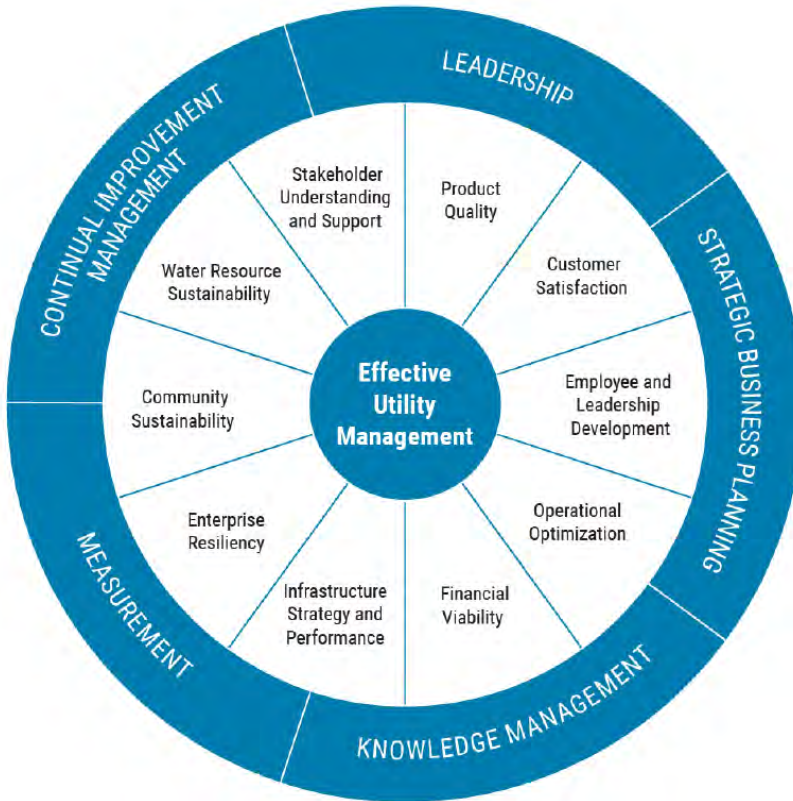 LEADERSHIP
STRATEGIC BUSINESS PLANNING
KNOWLEDGE MANAGEMENT
MEASUREMENT
CONTINUAL IMPROVEMENT
MANAGEMENT
Product
Quality
Customer
Satisfaction
Employee and
Leadership
Development
Operational
Optimization
Financial
Viability
Infrastructure
Strategy and
Performance
Enterprise
Resiliency
Community
Sustainability
Water Resource
Sustainability
Stakeholder
Understanding
and Support
Effective
Utility
Management